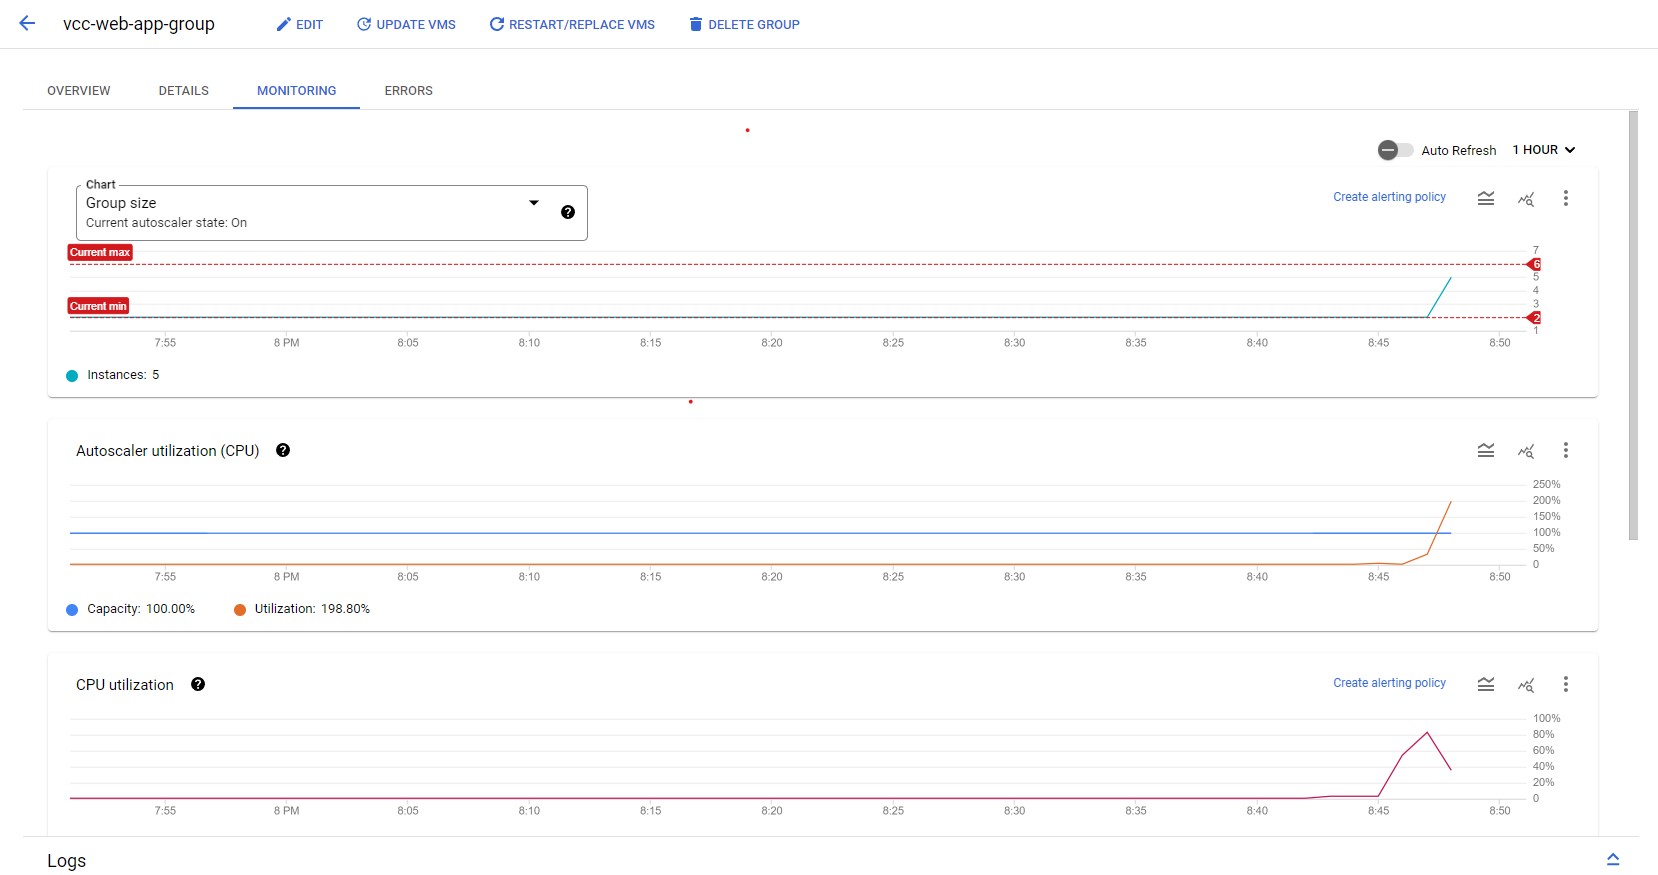 vcc-web-app-group EDIT UPDATE VMS RESTART/REPLACE VMS DELETE GROUP
OVERVIEW DETAILS MONITORING ERRORS
Auto Refresh 1 HOUR
Chart
Group size
Current autoscaler state: On
Create alerting policy
Current max
7
6
5
4
Current min
3
2
1
7:55 8 PM 8:05 8:10 8:15 8:20 8:25 8:30 8:35 8:40 8:45 8:50
Instances: 5
Autoscaler utilization (CPU)
250%
200%
150%
100%
50%
0
7:55 8 PM 8:05 8:10 8:15 8:20 8:25 8:30 8:35 8:40 8:45 8:50
Capacity: 100.00% Utilization: 198.80%
CPU utilization
Create alerting policy
100%
80%
60%
40%
20%
0
7:55 8 PM 8:05 8:10 8:15 8:20 8:25 8:30 8:35 8:40 8:45 8:50
Logs